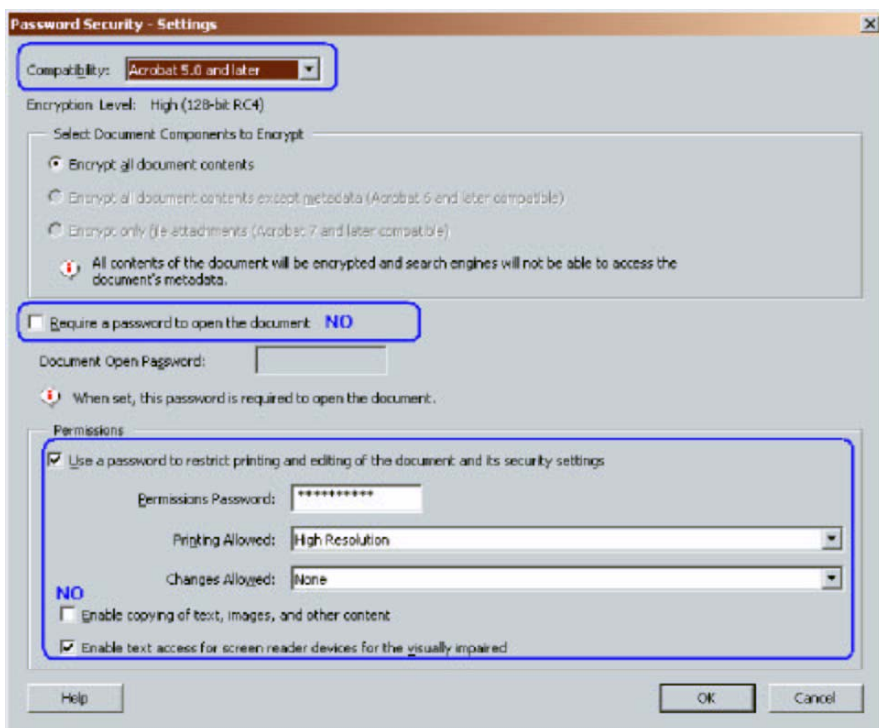 Password Security - Settings
Compatibility: Acrobat 5.0 and later
Encryption Level: High (128-bit RC4)
Select Document Components to Encrypt
Encrypt all document contents
Encrypt all document contents except metadata (Acrobat 6 and later compatible)
Encrypt only file attachments (Acrobat 7 and later compatible)
All contents of the document will be encrypted and search engines will not be able to access the
document's metadata.
Require a password to open the document NO
Document Open Password:
When set, this password is required to open the document.
Permissions
Use a password to restrict printing and editing of the document and its security settings
Permissions Password: **********
Printing Allowed: High Resolution
Changes Allowed: None
NO
Enable copying of text, images, and other content
Enable text access for screen reader devices for the visually impaired
Help OK Cancel